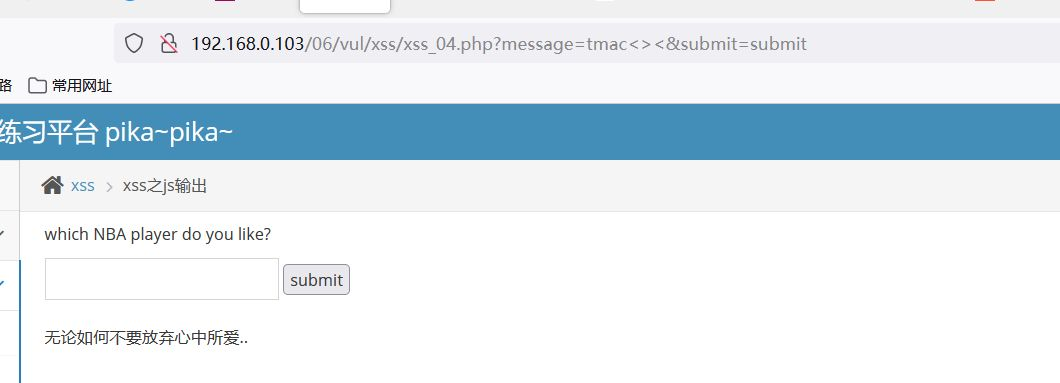 192.168.0.103/06/vul/xss/xss_04.php?message=tmac<><&submit=submit
路 常用网址
练习平台 pika~pika~
xss > xss之js输出
which NBA player do you like?
submit
无论如何不要放弃心中所爱..